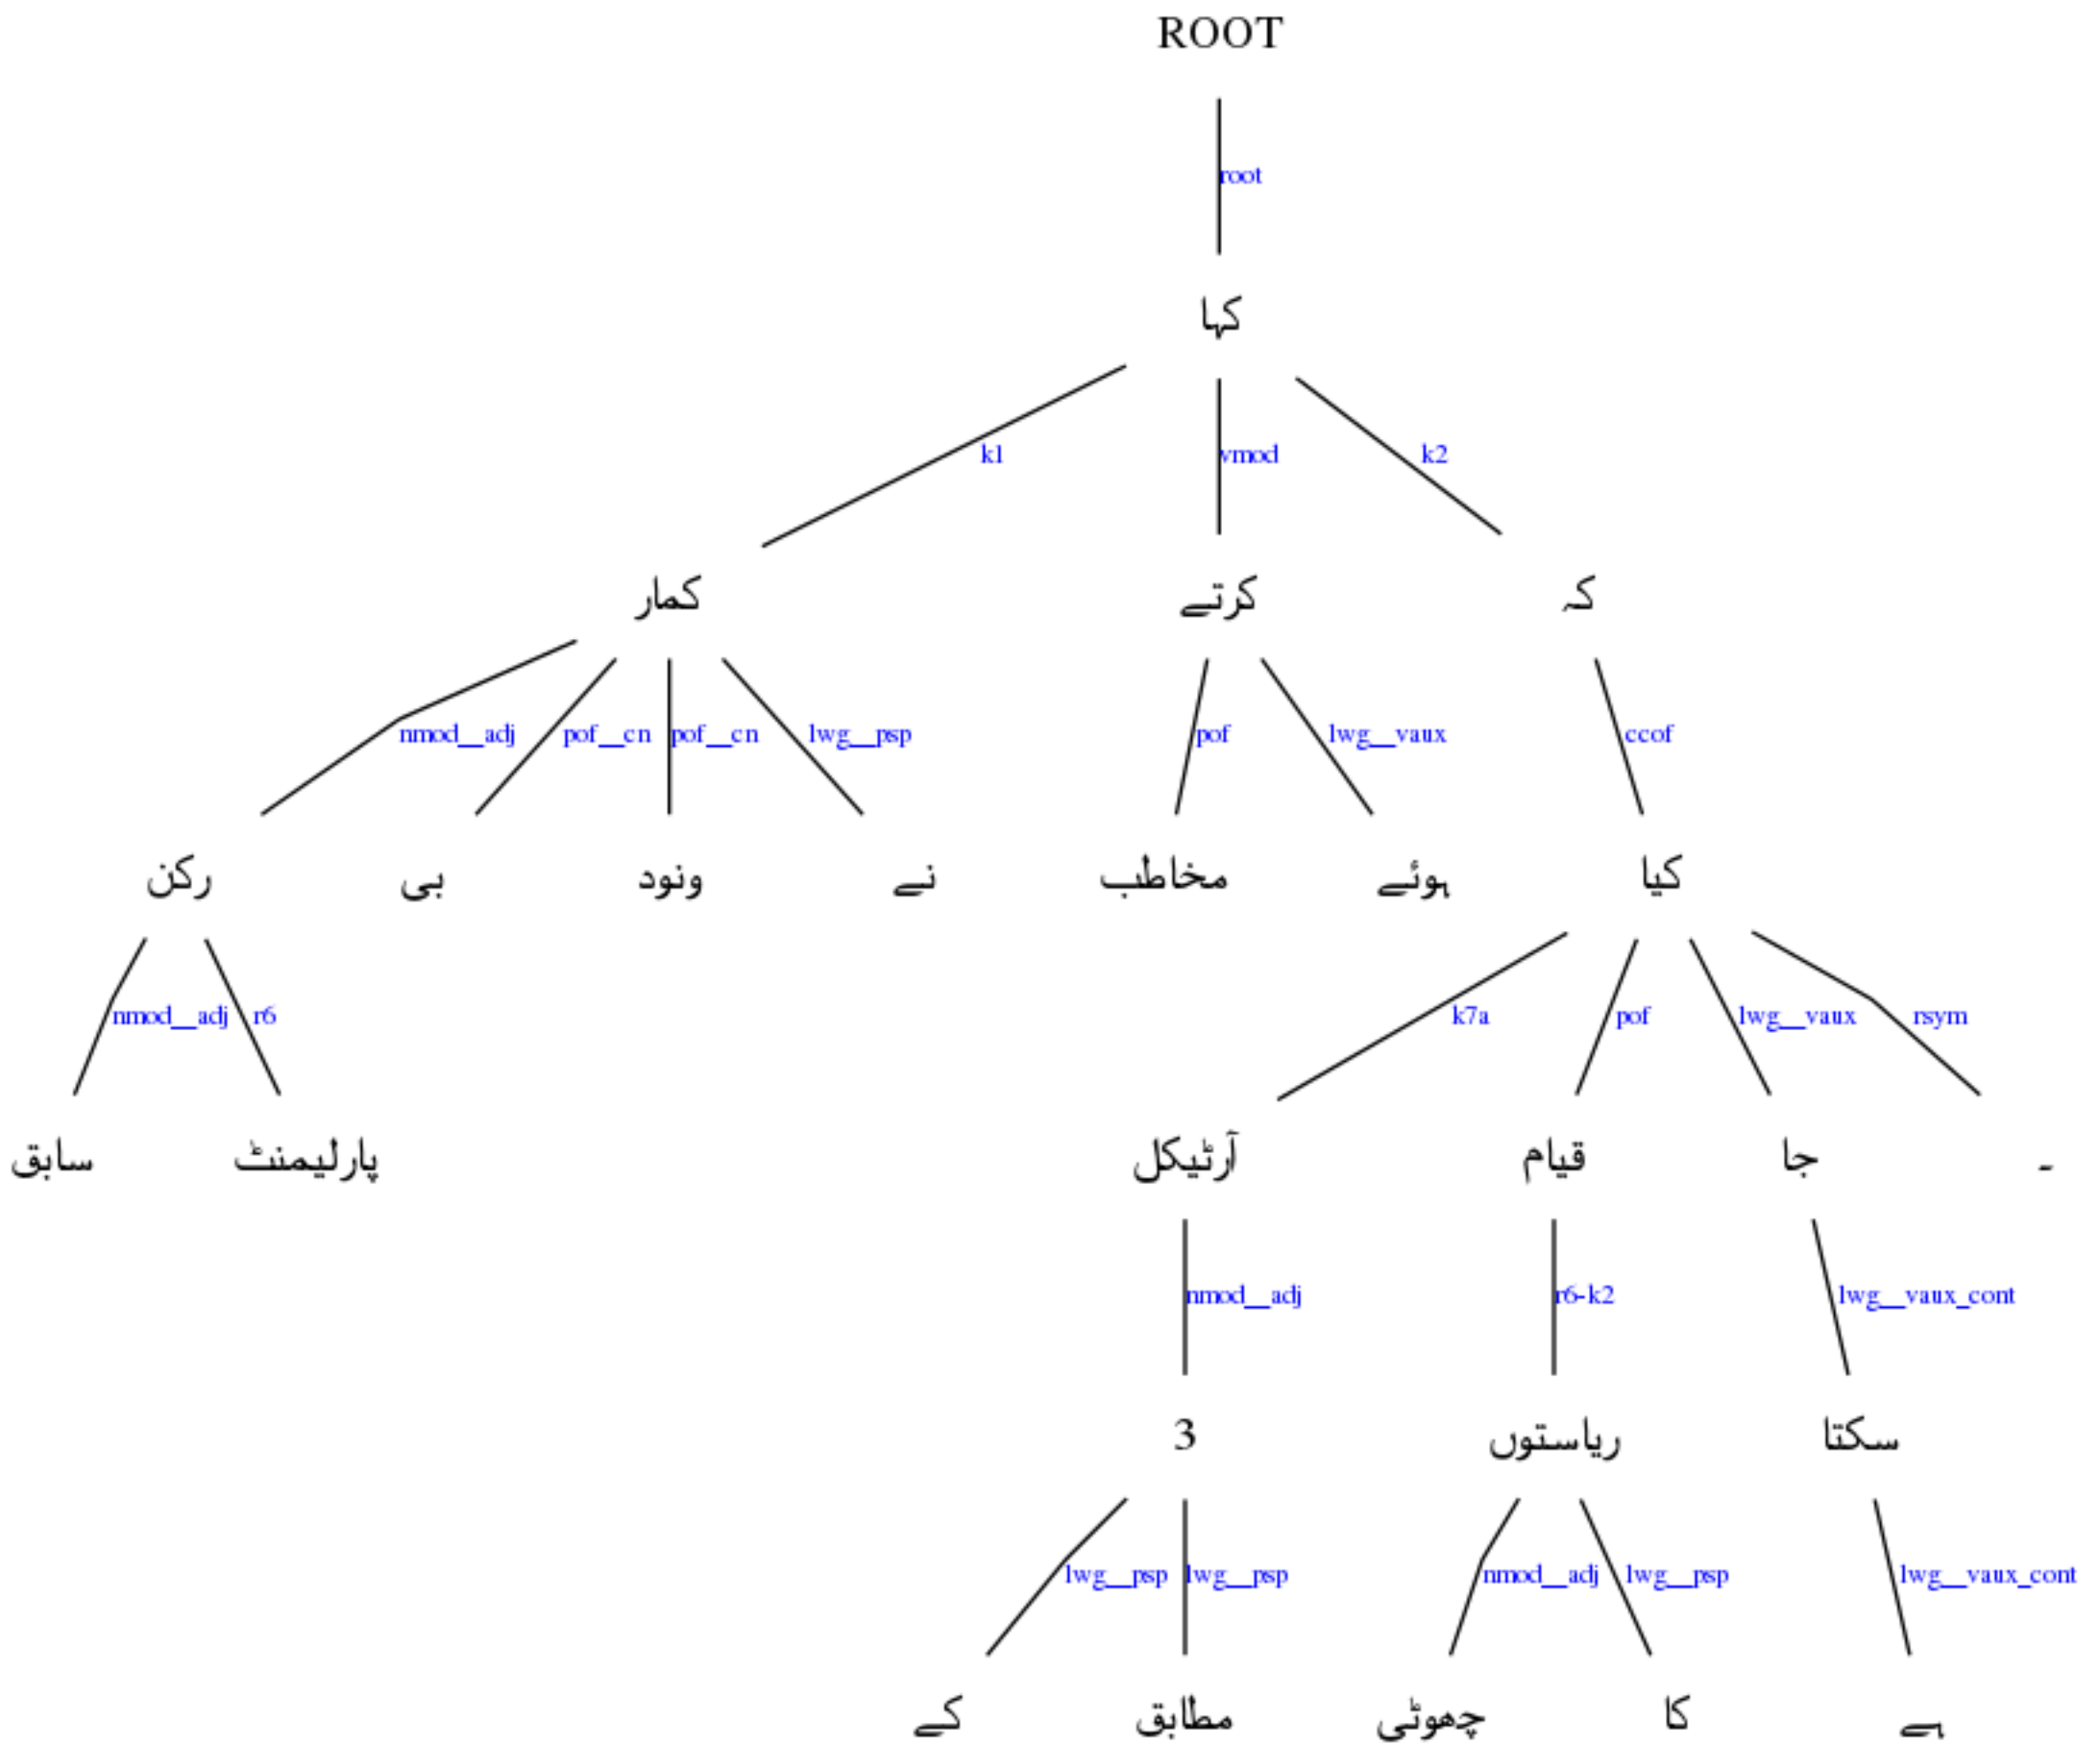 ROOT
root
کہا
k1 vmod k2
کمار کرتے کہ
nmod__adj pof__cn pof__cn lwg__psp pof lwg__vaux ccof
رکن بی ونود نے مخاطب ہوئے کیا
nmod__adj r6 k7a pof lwg__vaux rsym
سابق پارلیمنٹ آرٹیکل قیام جا ۔
nmod__adj r6-k2 lwg__vaux_cont
3 ریاستوں سکتا
lwg__psp lwg__psp nmod__adj lwg__psp lwg__vaux_cont
کے مطابق چھوٹی کا ہے